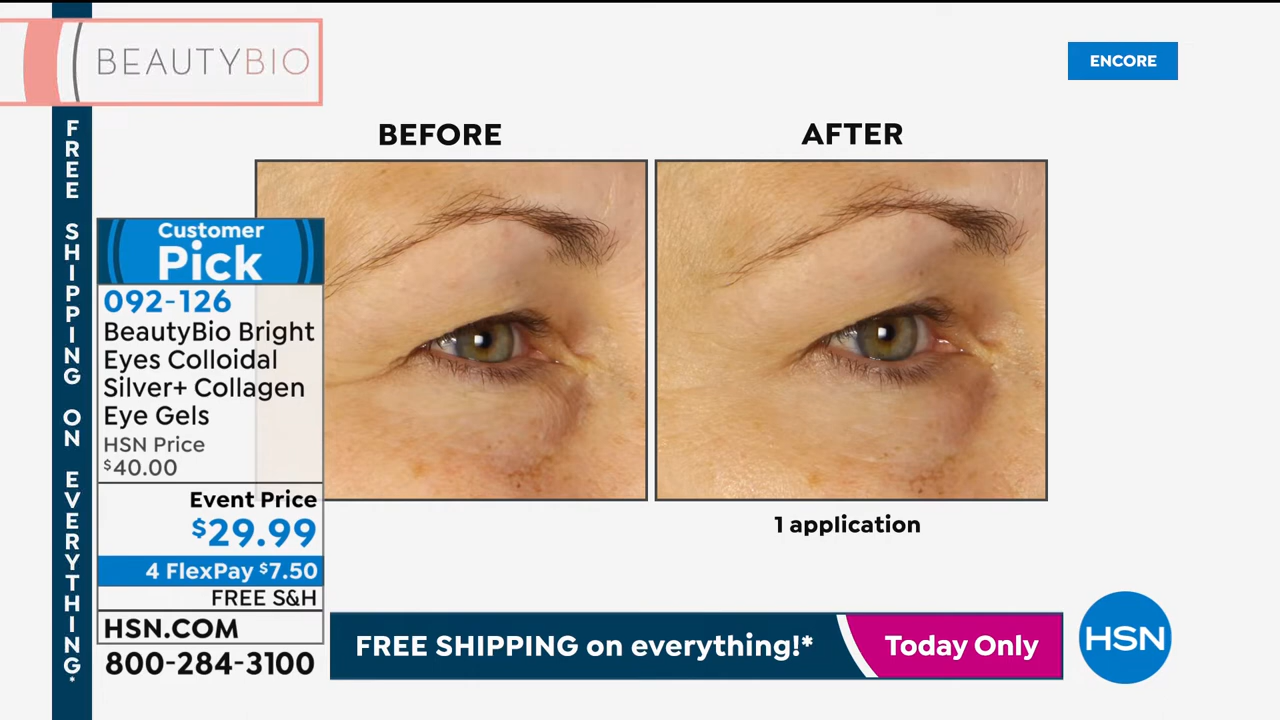 BEAUTYBIO
ENCORE
FREE SHIPPING ON EVERYTHING!*
BEFORE
AFTER
Customer
Pick
092-126
BeautyBio Bright
Eyes Colloidal
Silver+ Collagen
Eye Gels
HSN Price
$40.00
Event Price
$29.99
4 FlexPay $7.50
FREE S&H
HSN.COM
800-284-3100
1 application
FREE SHIPPING on everything!*
Today Only
HSN